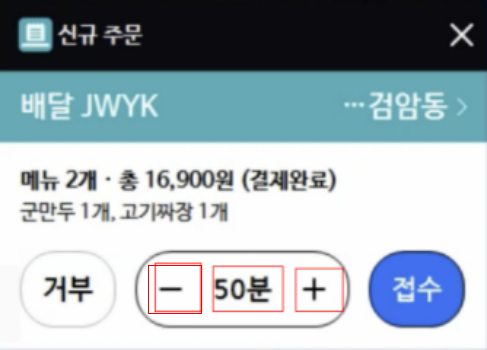 신규 주문
배달 JWYK ···검암동 >
메뉴 2개 · 총 16,900원 (결제완료)
군만두 1개, 고기짜장 1개
거부 − 50분 + 접수